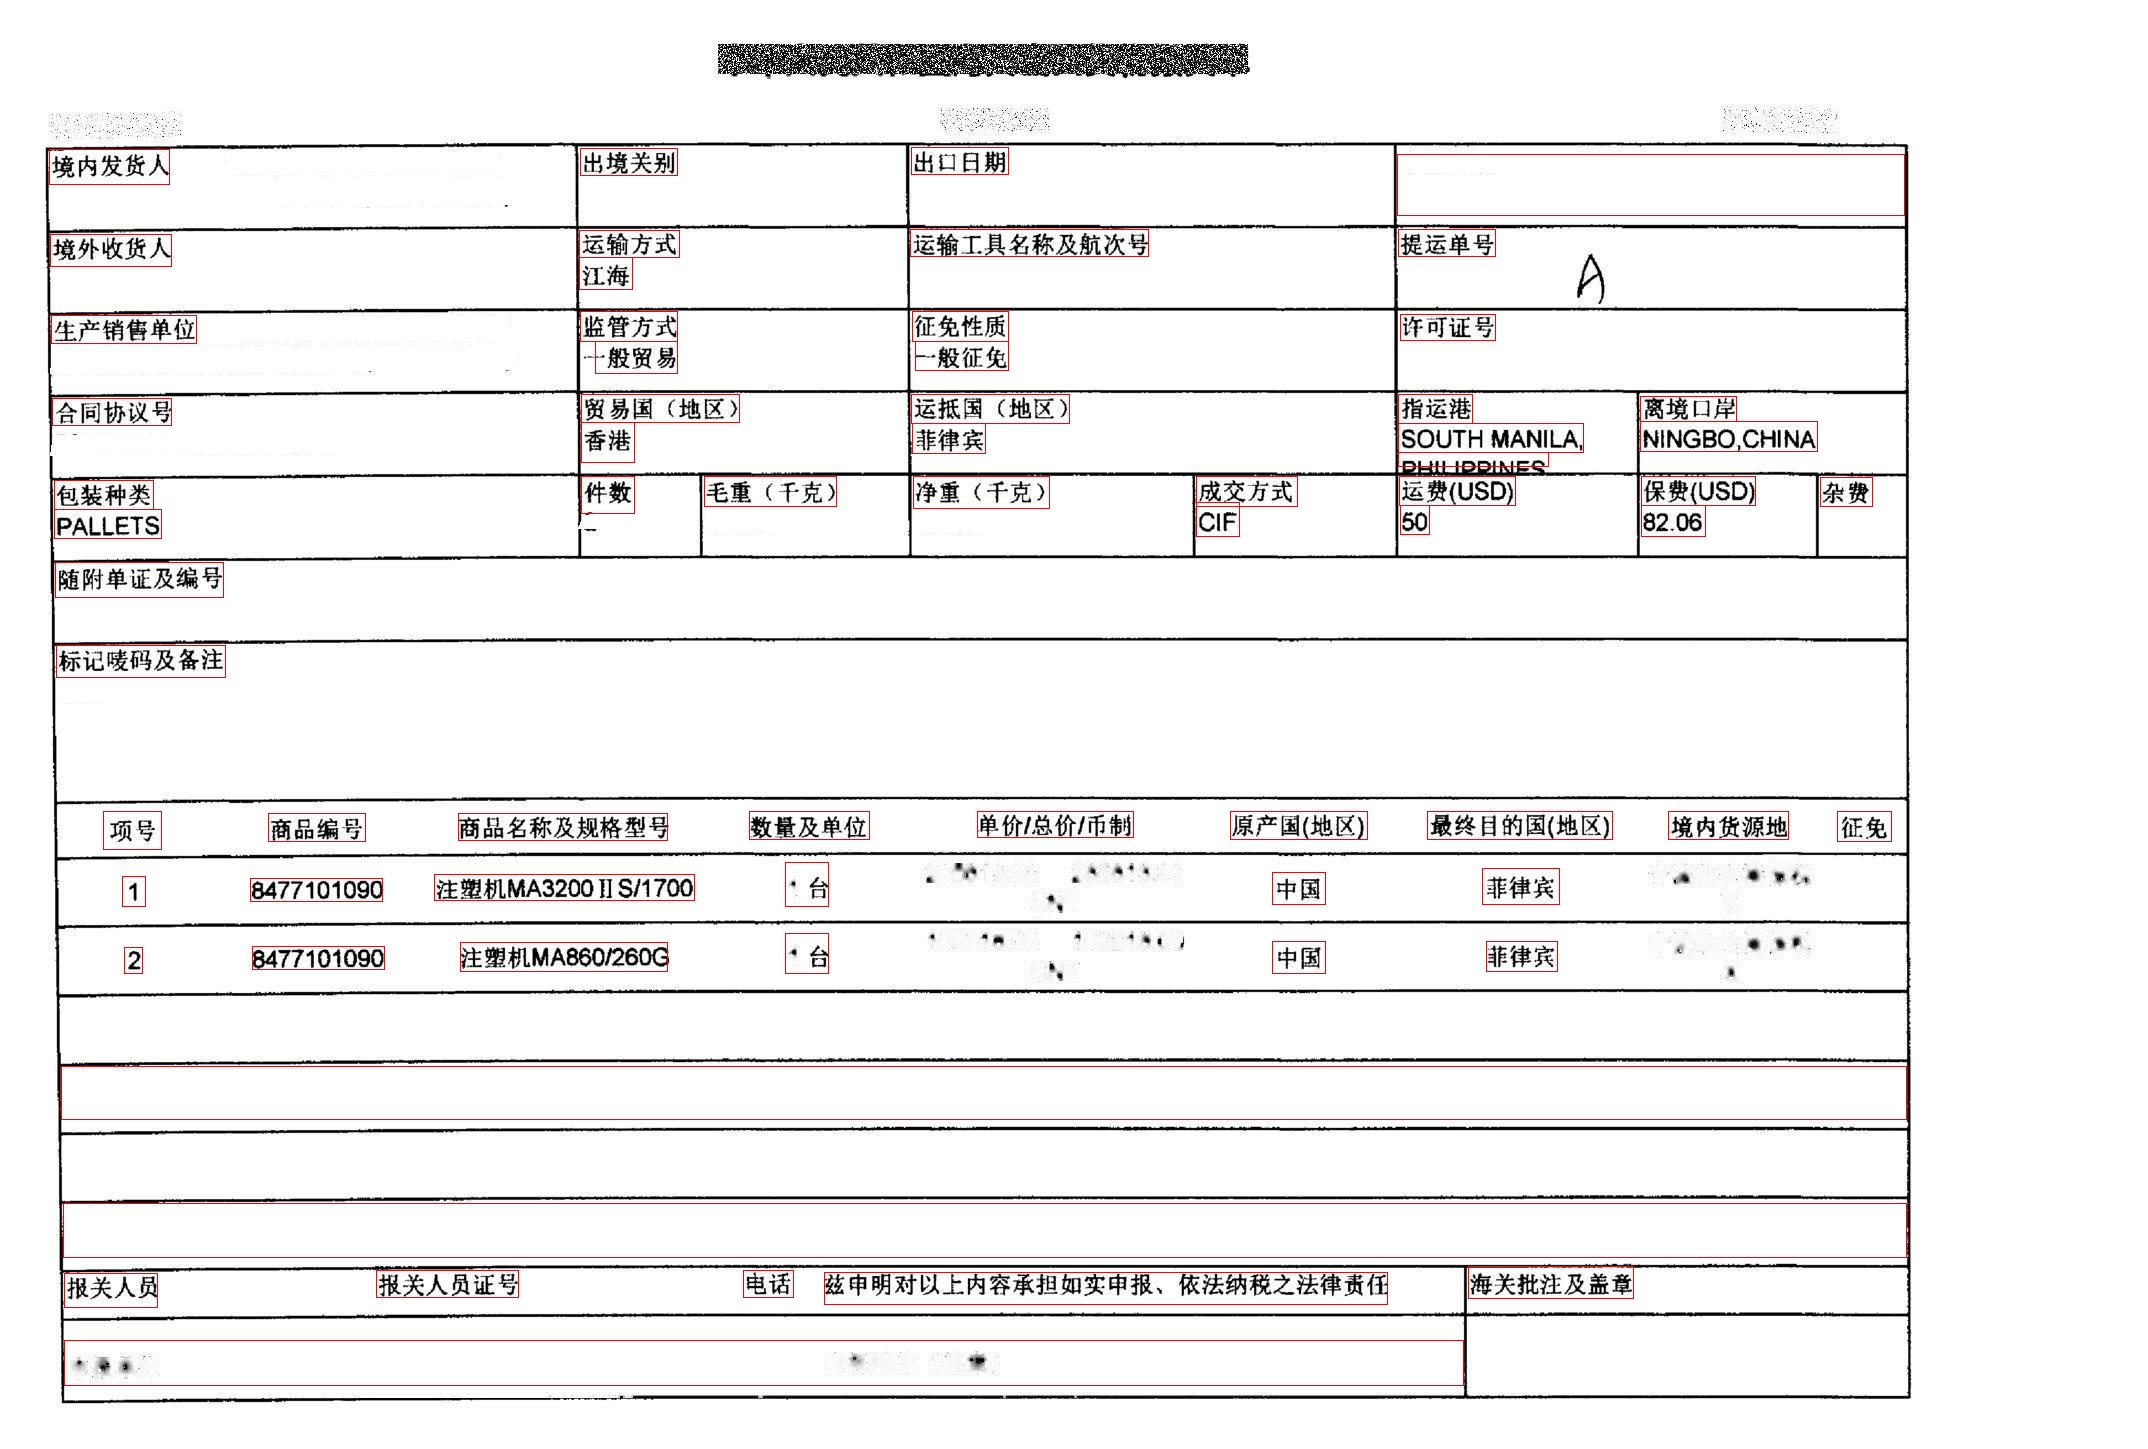 境内发货人 出境关别 出口日期
境外收货人 运输方式 运输工具名称及航次号 提运单号
江海 A
生产销售单位 监管方式 征免性质 许可证号
一般贸易 一般征免
合同协议号 贸易国（地区） 运抵国（地区） 指运港 离境口岸
香港 菲律宾 SOUTH MANILA, NINGBO,CHINA
PHILIPPINES
包装种类 件数 毛重（千克） 净重（千克） 成交方式 运费(USD) 保费(USD) 杂费
PALLETS CIF 50 82.06
随附单证及编号
标记唛码及备注
项号 商品编号 商品名称及规格型号 数量及单位 单价/总价/币制 原产国(地区) 最终目的国(地区) 境内货源地 征免
1 8477101090 注塑机MA3200ⅡS/1700 台 中国 菲律宾
2 8477101090 注塑机MA860/260G 台 中国 菲律宾
报关人员 报关人员证号 电话 兹申明对以上内容承担如实申报、依法纳税之法律责任 海关批注及盖章